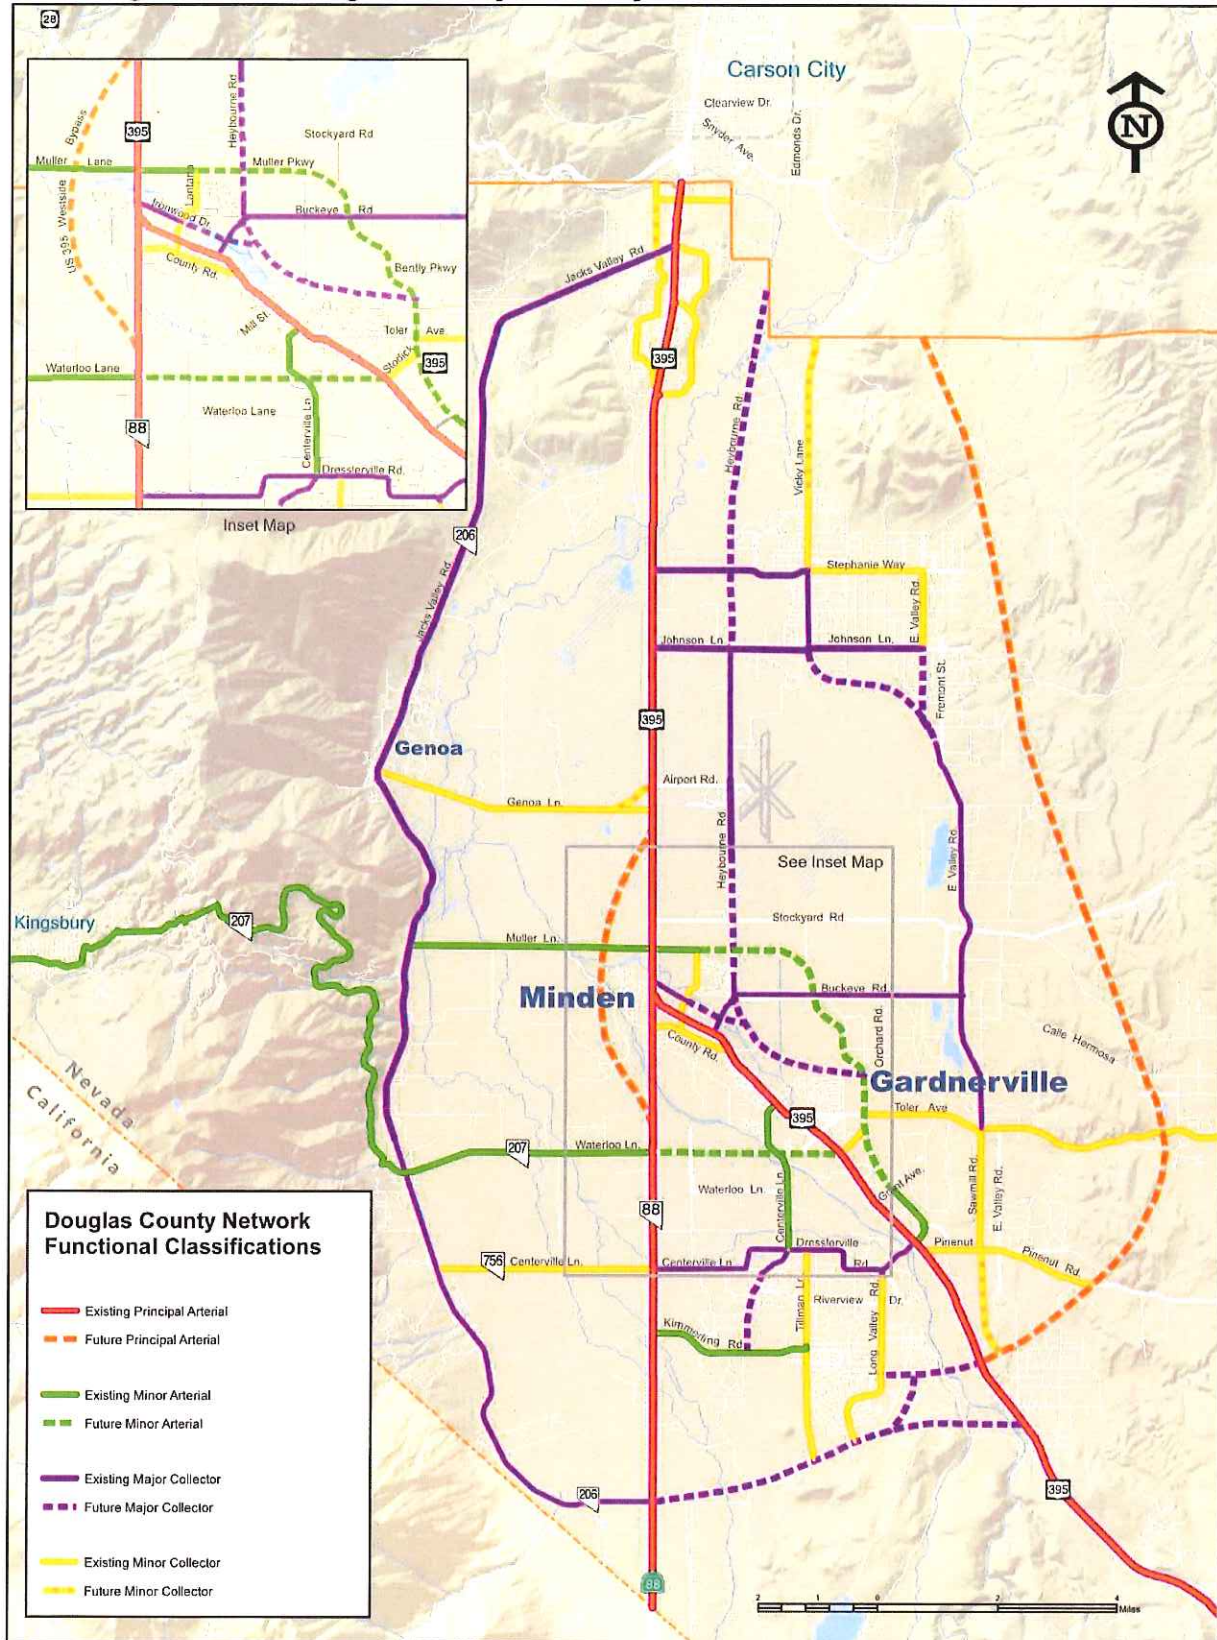 28
Carson City
Clearview Dr.
Snyder Ave.
Edmonds Dr.
N
395
Bypass
US 395 Westside
Heybourne Rd
Stockyard Rd
Muller Lane
Muller Pkwy
Lantana
Ironwood Dr.
Buckeye Rd
County Rd.
Bently Pkwy
Mill St.
Toler Ave
Stodick
395
Waterloo Lane
Waterloo Lane
Centerville Ln
88
Dresslerville Rd.
Inset Map
Jacks Valley Rd
395
Heybourne Rd.
Vicky Lane
206
Jacks Valley Rd
Stephanie Way
E. Valley Rd.
Johnson Ln
Johnson Ln.
Fremont St.
395
Genoa
Airport Rd.
Genoa Ln.
Heybourne Rd
E. Valley Rd
See Inset Map
Kingsbury
207
Stockyard Rd
Muller Ln.
Minden
Buckeye Rd.
Orchard Rd.
County Rd.
Calle Hermosa
Gardnerville
Nevada
California
Toler Ave
395
207
Waterloo Ln.
Waterloo Ln.
Centerville Ln
Grant Ave.
Sawmill Rd.
E. Valley Rd.
88
Dresslerville
Rd.
Pinenut
Pinenut Rd.
756
Centerville Ln.
Centerville Ln
Tillman Ln
Riverview Dr.
Long Valley Rd.
Kimmerling Rd
206
395
88
Douglas County Network
Functional Classifications
Existing Principal Arterial
Future Principal Arterial
Existing Minor Arterial
Future Minor Arterial
Existing Major Collector
Future Major Collector
Existing Minor Collector
Future Minor Collector
2 1 0 2 4
Miles